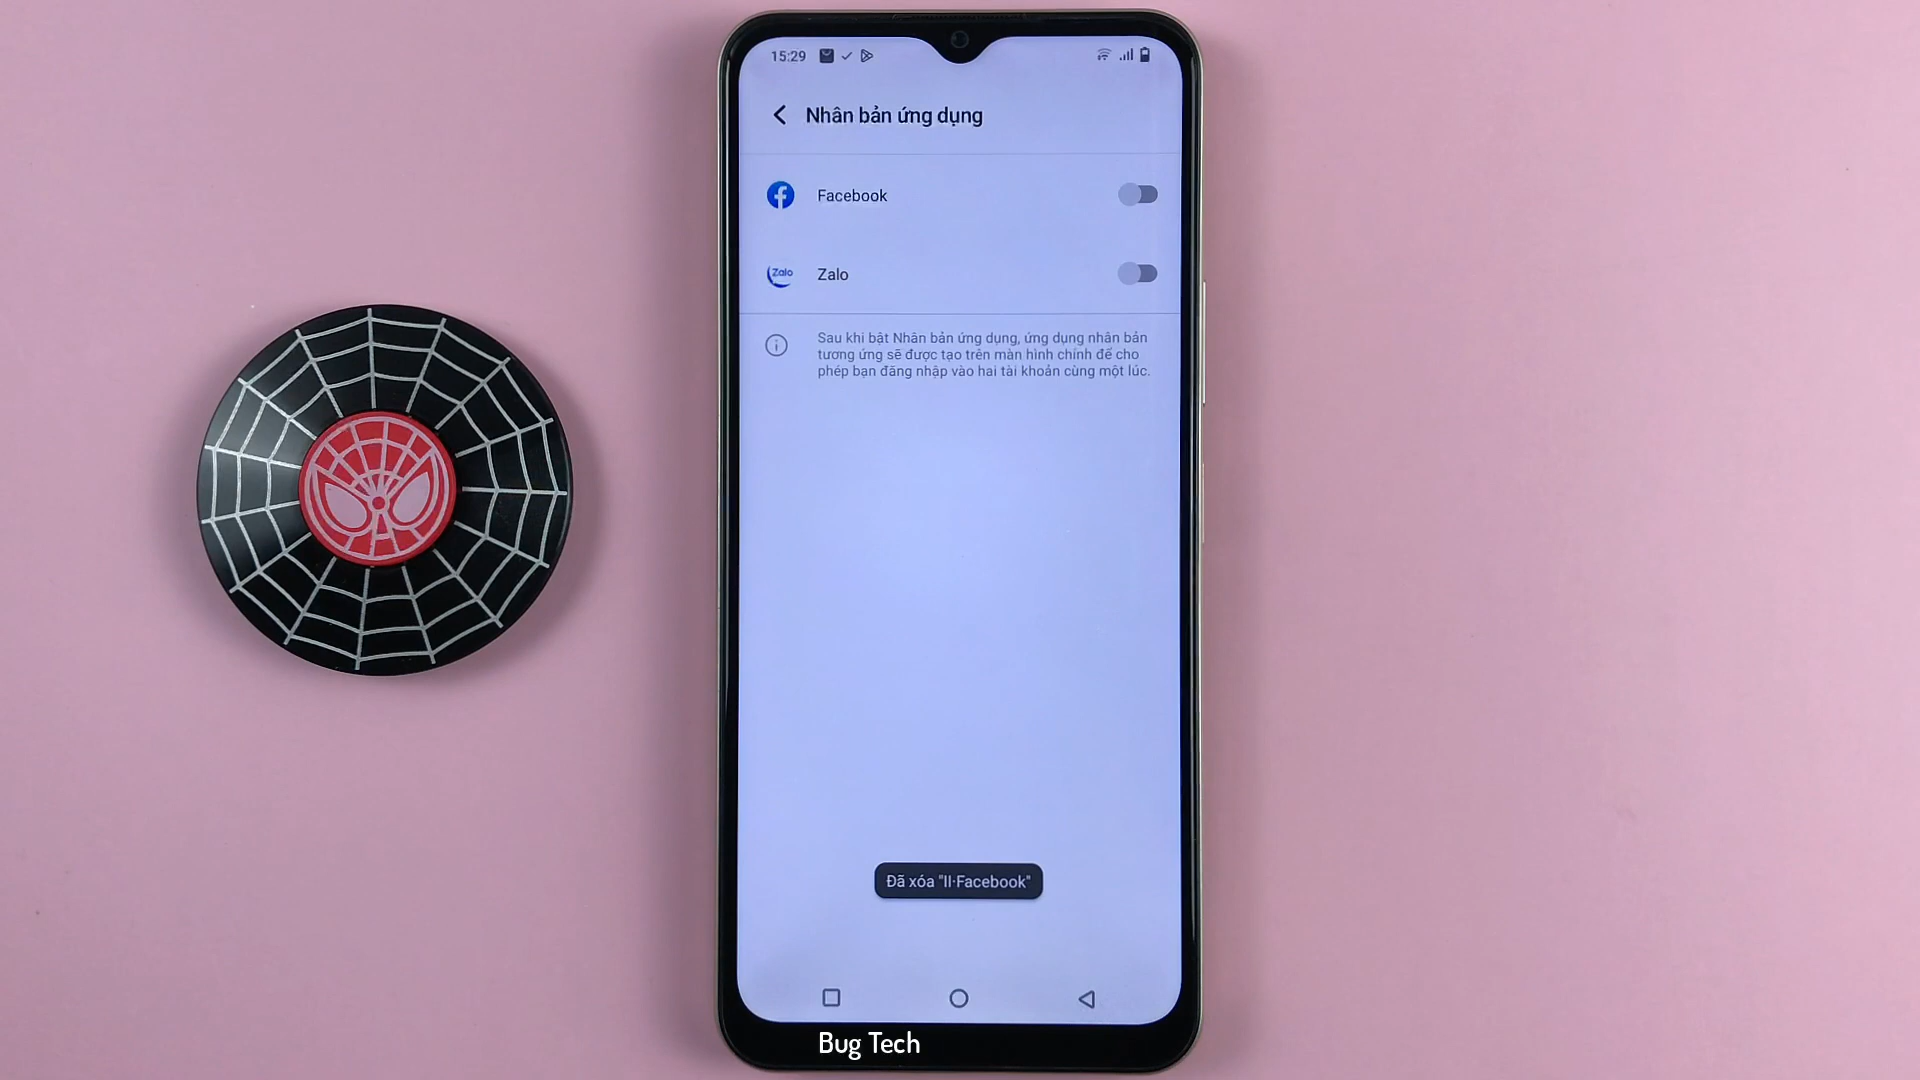 15:29
Nhân bản ứng dụng
Facebook
Zalo
Zalo
Sau khi bật Nhân bản ứng dụng, ứng dụng nhân bản
tương ứng sẽ được tạo trên màn hình chính để cho
phép bạn đăng nhập vào hai tài khoản cùng một lúc.
Đã xóa "II·Facebook"
Bug Tech